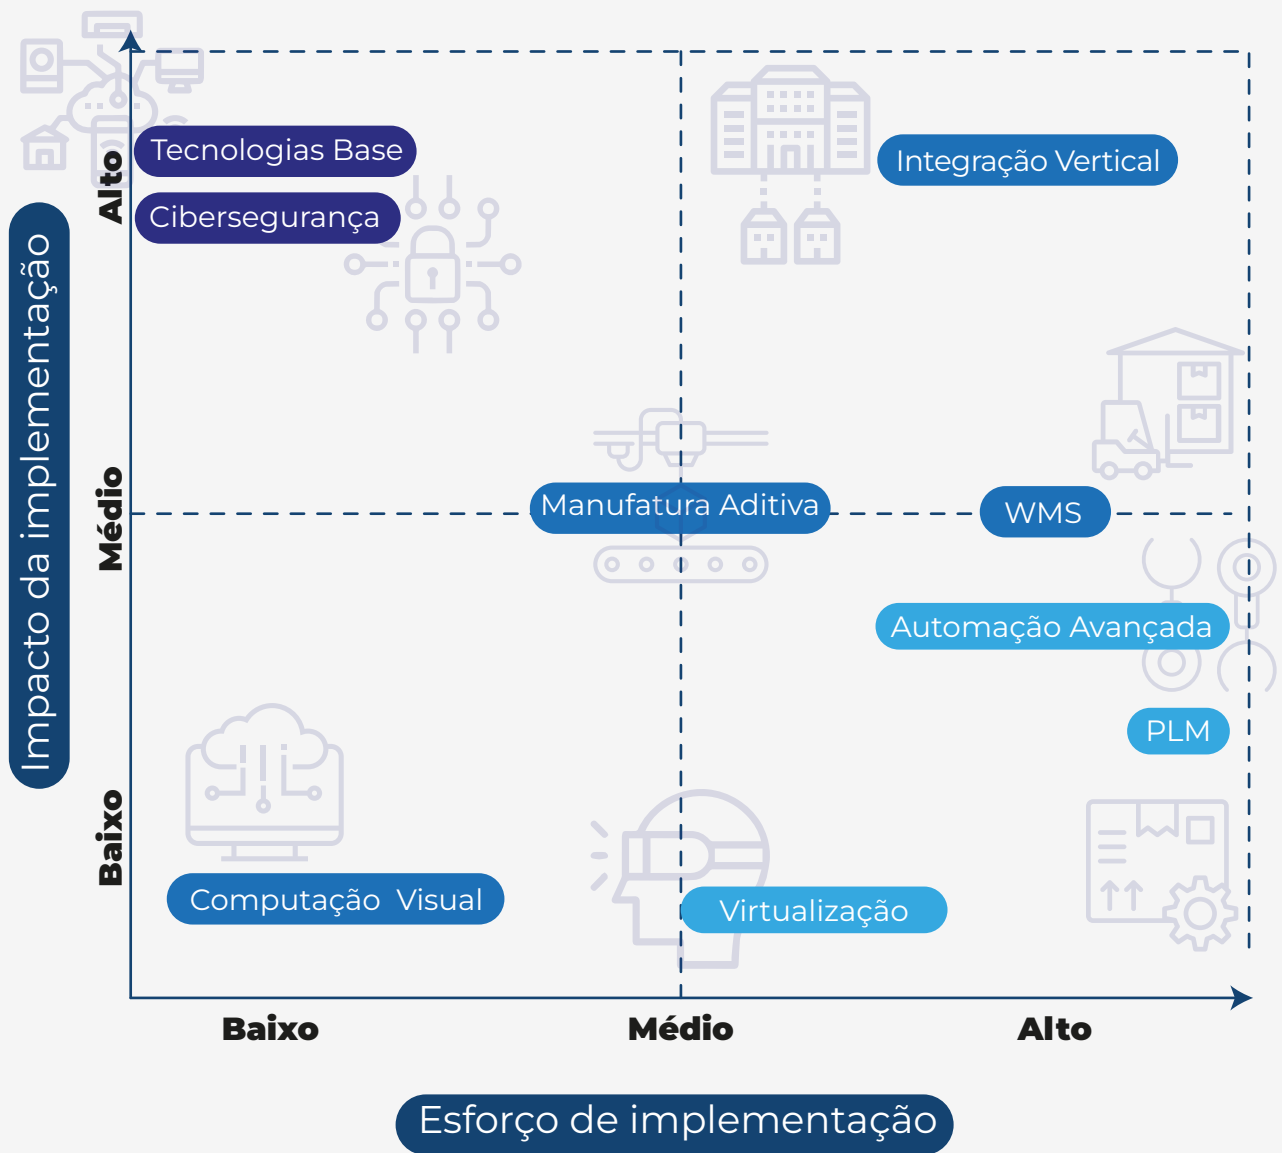 Impacto da implementação
Alto
Médio
Baixo
Tecnologias Base
Cibersegurança
Integração Vertical
Manufatura Aditiva
WMS
Automação Avançada
PLM
Computação Visual
Virtualização
Baixo
Médio
Alto
Esforço de implementação